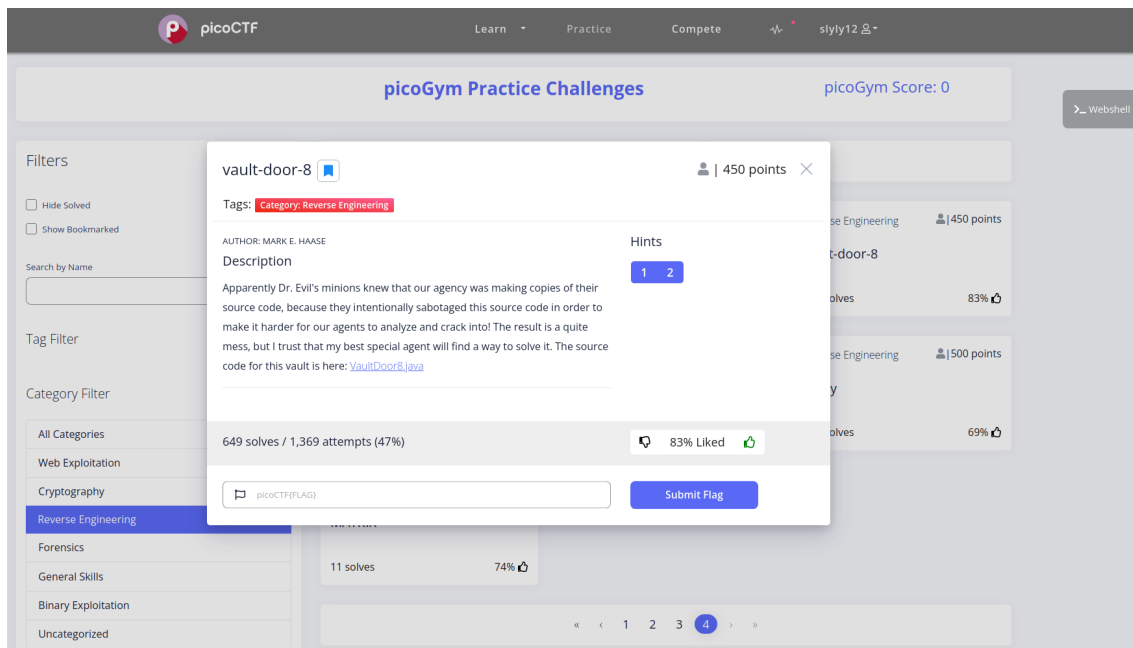 picoCTF
Learn
Practice
Compete
slyly12
picoGym Practice Challenges
picoGym Score: 0
>_ Webshell
Filters
Hide Solved
Show Bookmarked
Search by Name
Tag Filter
Category Filter
All Categories
Web Exploitation
Cryptography
Reverse Engineering
Forensics
General Skills
Binary Exploitation
Uncategorized
vault-door-8
| 450 points
Tags: Category: Reverse Engineering
AUTHOR: MARK E. HAASE
Description
Apparently Dr. Evil's minions knew that our agency was making copies of their
source code, because they intentionally sabotaged this source code in order to
make it harder for our agents to analyze and crack into! The result is a quite
mess, but I trust that my best special agent will find a way to solve it. The source
code for this vault is here: VaultDoor8.java
Hints
1 2
649 solves / 1,369 attempts (47%)
83% Liked
picoCTF{FLAG}
Submit Flag
se Engineering
|450 points
t-door-8
olves
83%
se Engineering
|500 points
y
olves
69%
11 solves
74%
« ‹ 1 2 3 4 › »